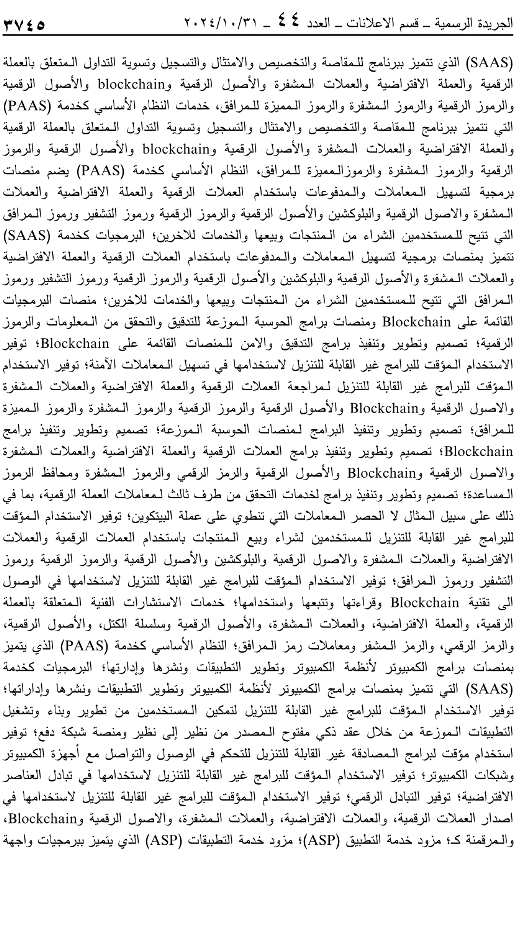 الجريدة الرسمية ــ قسم الاعلانات ــ العدد ٤٤ ــ ٢٠٢٤/١٠/٣١ ٣٧٤٥
(SAAS) الذي تتميز ببرنامج للمقاصة والتخصيص والامتثال والتسجيل وتسوية التداول المتعلق بالعملة
الرقمية والعملة الافتراضية والعملات المشفرة والأصول الرقمية وblockchain والأصول الرقمية
والرموز الرقمية والرموز المشفرة والرموز المميزة للمرافق، خدمات النظام الأساسي كخدمة (PAAS)
التي تتميز ببرنامج للمقاصة والتخصيص والامتثال والتسجيل وتسوية التداول المتعلق بالعملة الرقمية
والعملة الافتراضية والعملات المشفرة والأصول الرقمية وblockchain والأصول الرقمية والرموز
الرقمية والرموز المشفرة والرموزالمميزة للمرافق، النظام الأساسي كخدمة (PAAS) يضم منصات
برمجية لتسهيل المعاملات والمدفوعات باستخدام العملات الرقمية والعملة الافتراضية والعملات
المشفرة والاصول الرقمية والبلوكشين والأصول الرقمية والرموز الرقمية ورموز التشفير ورموز المرافق
التي تتيح للمستخدمين الشراء من المنتجات وبيعها والخدمات للاخرين؛ البرمجيات كخدمة (SAAS)
تتميز بمنصات برمجية لتسهيل المعاملات والمدفوعات باستخدام العملات الرقمية والعملة الافتراضية
والعملات المشفرة والأصول الرقمية والبلوكشين والأصول الرقمية والرموز الرقمية ورموز التشفير ورموز
المرافق التي تتيح للمستخدمين الشراء من المنتجات وبيعها والخدمات للاخرين؛ منصات البرمجيات
القائمة على Blockchain ومنصات برامج الحوسبة الموزعة للتدقيق والتحقق من المعلومات والرموز
الرقمية؛ تصميم وتطوير وتنفيذ برامج التدقيق والامن للمنصات القائمة على Blockchain؛ توفير
الاستخدام المؤقت للبرامج غير القابلة للتنزيل لاستخدامها في تسهيل المعاملات الآمنة؛ توفير الاستخدام
المؤقت للبرامج غير القابلة للتنزيل لمراجعة العملات الرقمية والعملة الافتراضية والعملات المشفرة
والاصول الرقمية وBlockchain والأصول الرقمية والرموز الرقمية والرموز المشفرة والرموز المميزة
للمرافق؛ تصميم وتطوير وتنفيذ البرامج لمنصات الحوسبة الموزعة؛ تصميم وتطوير وتنفيذ برامج
Blockchain؛ تصميم وتطوير وتنفيذ برامج العملات الرقمية والعملة الافتراضية والعملات المشفرة
والاصول الرقمية وBlockchain والأصول الرقمية والرمز الرقمي والرموز المشفرة ومحافظ الرموز
المساعدة؛ تصميم وتطوير وتنفيذ برامج لخدمات التحقق من طرف ثالث لمعاملات العملة الرقمية، بما في
ذلك على سبيل المثال لا الحصر المعاملات التي تنطوي على عملة البيتكوين؛ توفير الاستخدام المؤقت
للبرامج غير القابلة للتنزيل للمستخدمين لشراء وبيع المنتجات باستخدام العملات الرقمية والعملات
الافتراضية والعملات المشفرة والاصول الرقمية والبلوكشين والأصول الرقمية والرموز الرقمية ورموز
التشفير ورموز المرافق؛ توفير الاستخدام المؤقت للبرامج غير القابلة للتنزيل لاستخدامها في الوصول
الى تقنية Blockchain وقراءتها وتتبعها واستخدامها؛ خدمات الاستشارات الفنية المتعلقة بالعملة
الرقمية، والعملة الافتراضية، والعملات المشفرة، والأصول الرقمية وسلسلة الكتل، والأصول الرقمية،
والرمز الرقمي، والرمز المشفر ومعاملات رمز المرافق؛ النظام الأساسي كخدمة (PAAS) الذي يتميز
بمنصات برامج الكمبيوتر لأنظمة الكمبيوتر وتطوير التطبيقات ونشرها وإدارتها؛ البرمجيات كخدمة
(SAAS) التي تتميز بمنصات برامج الكمبيوتر لأنظمة الكمبيوتر وتطوير التطبيقات ونشرها وإداراتها؛
توفير الاستخدام المؤقت للبرامج غير القابلة للتنزيل لتمكين المستخدمين من تطوير وبناء وتشغيل
التطبيقات الموزعة من خلال عقد ذكي مفتوح المصدر من نظير إلى نظير ومنصة شبكة دفع؛ توفير
استخدام مؤقت لبرامج المصادقة غير القابلة للتنزيل للتحكم في الوصول والتواصل مع أجهزة الكمبيوتر
وشبكات الكمبيوتر؛ توفير الاستخدام المؤقت للبرامج غير القابلة للتنزيل لاستخدامها في تبادل العناصر
الافتراضية؛ توفير التبادل الرقمي؛ توفير الاستخدام المؤقت للبرامج غير القابلة للتنزيل لاستخدامها في
اصدار العملات الرقمية، والعملات الافتراضية، والعملات المشفرة، والاصول الرقمية وBlockchain،
والمرقمنة كـ؛ مزود خدمة التطبيق (ASP)؛ مزود خدمة التطبيقات (ASP) الذي يتميز ببرمجيات واجهة